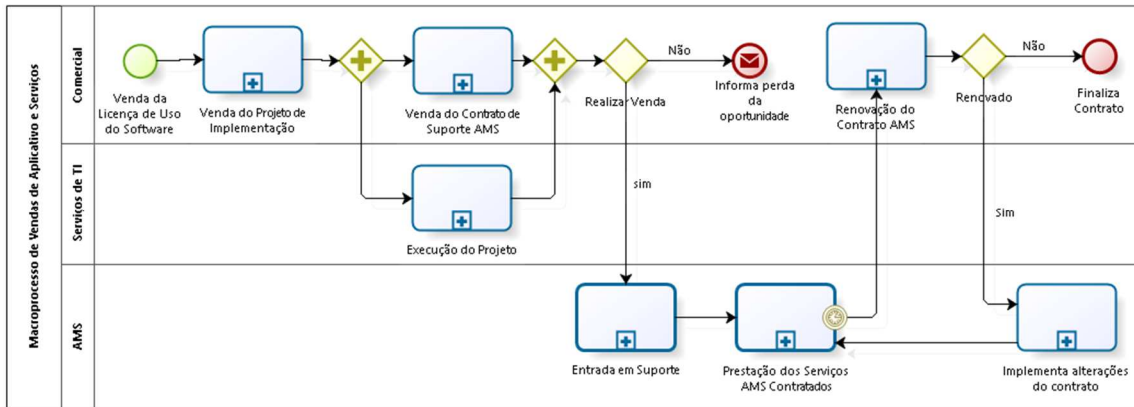 Macroprocesso de Vendas de Aplicativo e Serviços
Comercial
Venda da
Licença de Uso
do Software
Venda do Projeto de
Implementação
Venda do Contrato de
Suporte AMS
Realizar Venda
Não
Informa perda
da
oportunidade
Renovação do
Contrato AMS
Renovado
Não
Finaliza
Contrato
Serviços de TI
Execução do Projeto
sim
Sim
AMS
Entrada em Suporte
Prestação dos Serviços
AMS Contratados
Implementa alterações
do contrato